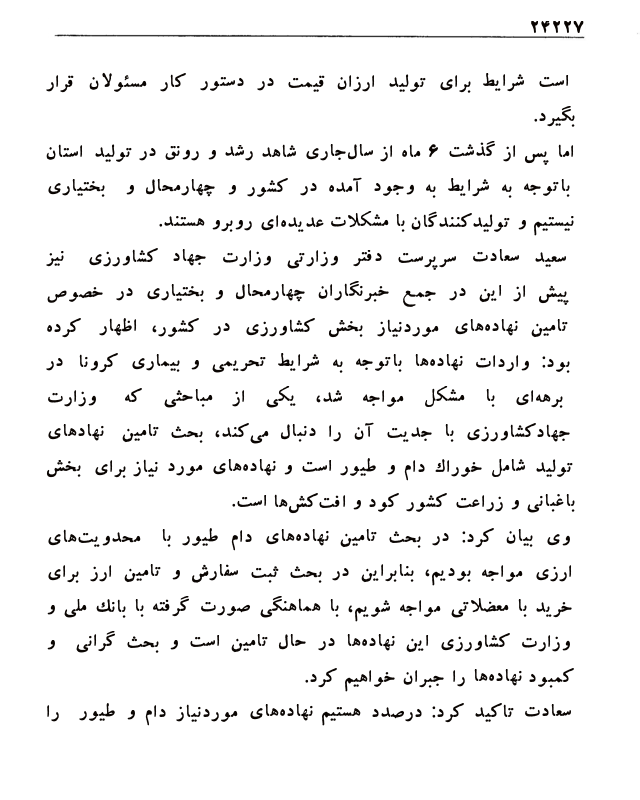 ۲۴۲۲۷
است شرایط برای تولید ارزان قیمت در دستور کار مسئولان قرار
بگیرد.
اما پس از گذشت ۶ ماه از سال‌جاری شاهد رشد و رونق در تولید استان
باتوجه به شرایط به وجود آمده در کشور و چهارمحال و بختیاری
نیستیم و تولیدکنندگان با مشکلات عدیده‌ای روبرو هستند.
سعید سعادت سرپرست دفتر وزارتی وزارت جهاد کشاورزی نیز
پیش از این در جمع خبرنگاران چهارمحال و بختیاری در خصوص
تامین نهاده‌های موردنیاز بخش کشاورزی در کشور، اظهار کرده
بود: واردات نهاده‌ها باتوجه به شرایط تحریمی و بیماری کرونا در
برهه‌ای با مشکل مواجه شد، یکی از مباحثی که وزارت
جهادکشاورزی با جدیت آن را دنبال می‌کند، بحث تامین نهادهای
تولید شامل خوراك دام و طیور است و نهاده‌های مورد نیاز برای بخش
باغبانی و زراعت کشور کود و افت‌کش‌ها است.
وی بیان کرد: در بحث تامین نهاده‌های دام طیور با محدویت‌های
ارزی مواجه بودیم، بنابراین در بحث ثبت سفارش و تامین ارز برای
خرید با معضلاتی مواجه شویم، با هماهنگی صورت گرفته با بانك ملی و
وزارت کشاورزی این نهاده‌ها در حال تامین است و بحث گرانی و
کمبود نهاده‌ها را جبران خواهیم کرد.
سعادت تاکید کرد: درصدد هستیم نهاده‌های موردنیاز دام و طیور را